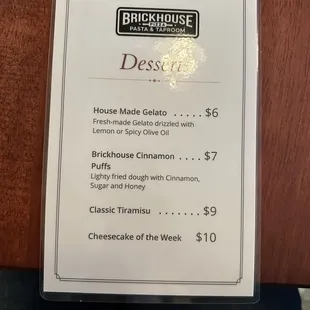 BRICKHOUSE
PIZZA
PASTA & TAPROOM
Desserts
House Made Gelato ..... $6
Fresh-made Gelato drizzled with
Lemon or Spicy Olive Oil
Brickhouse Cinnamon .... $7
Puffs
Lighty fried dough with Cinnamon,
Sugar and Honey
Classic Tiramisu ....... $9
Cheesecake of the Week $10